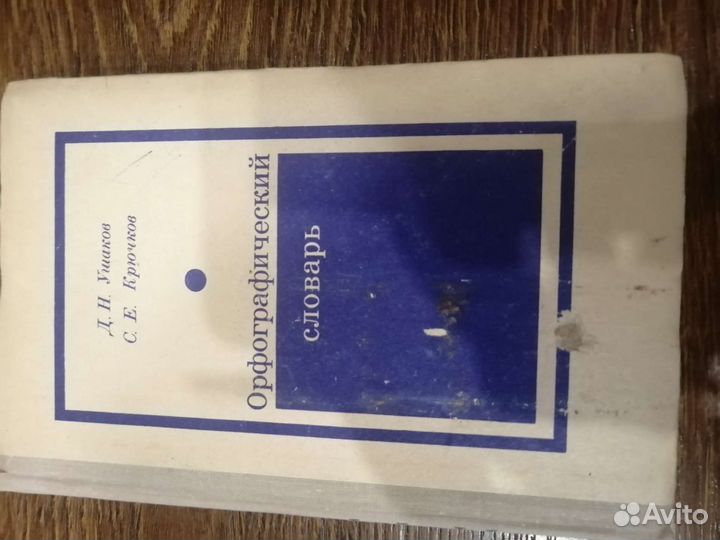 Д. Н. Ушаков
С. Е. Крючков
Орфографический
словарь
Avito